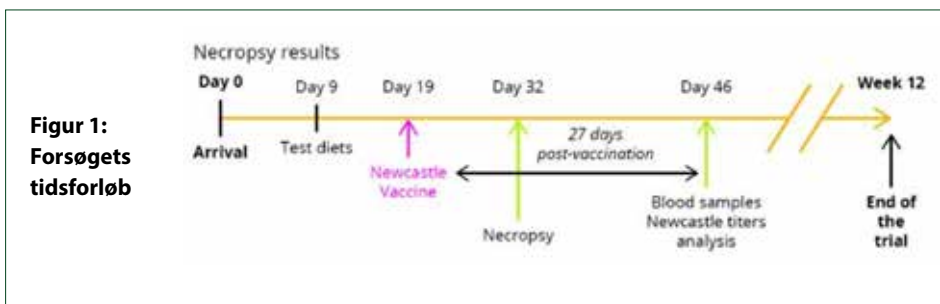 Figur 1:
Forsøgets
tidsforløb
Necropsy results
Day 0
Day 9
Day 19
Day 32
Day 46
Week 12
Arrival
Test diets
Newcastle
Vaccine
27 days
post-vaccination
Necropsy
Blood samples
Newcastle titers
analysis
End of
the
trial